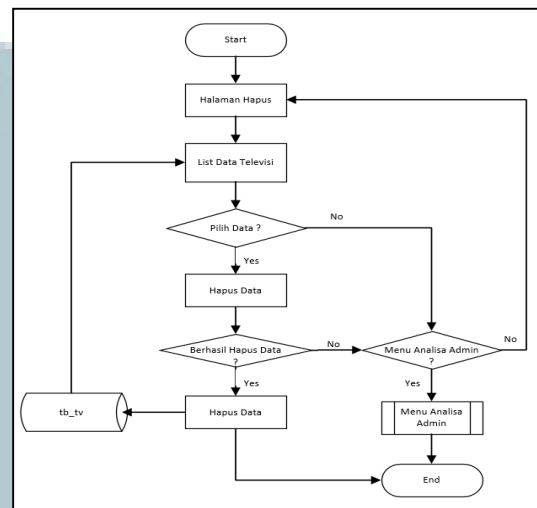 Start
Halaman Hapus
List Data Televisi
No
Pilih Data ?
Yes
Hapus Data
No
No
Berhasil Hapus Data
?
Menu Analisa Admin
?
Yes
Yes
tb_tv
Hapus Data
Menu Analisa
Admin
End